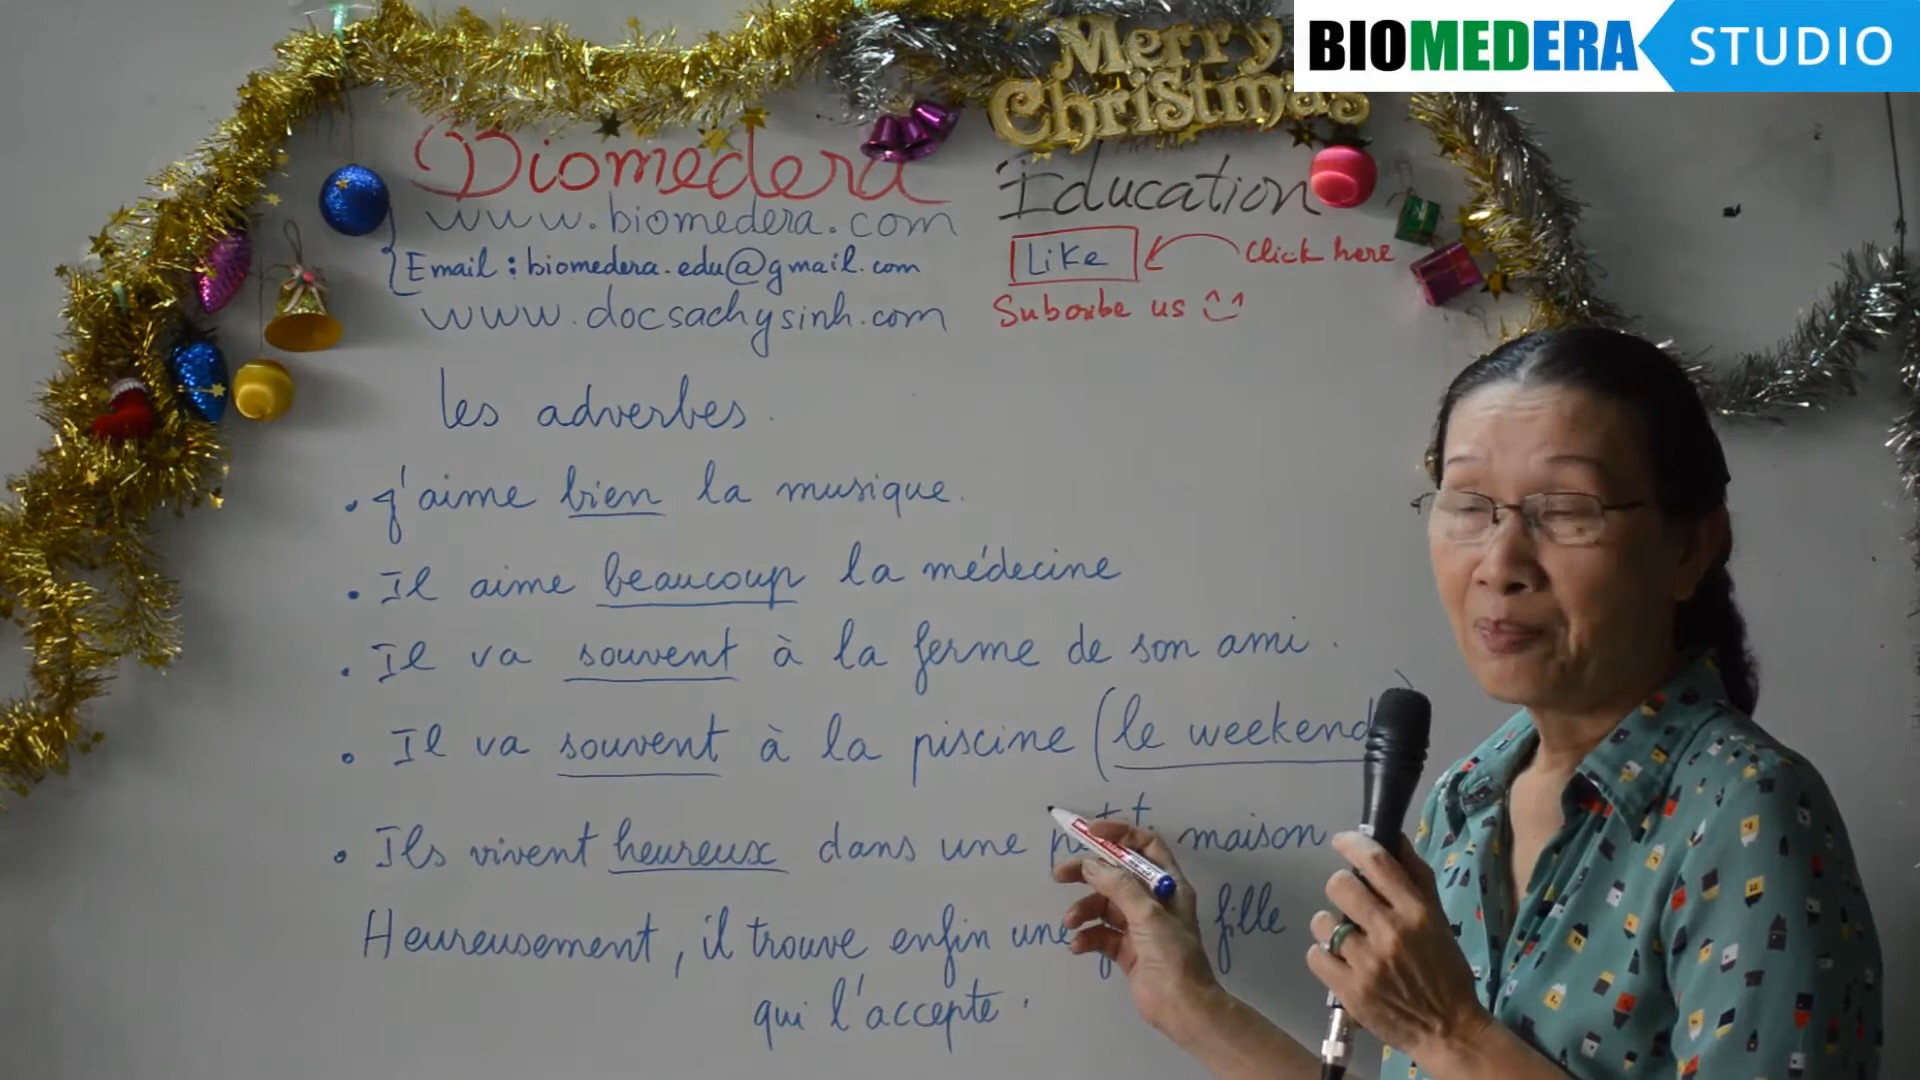 BIOMEDERA STUDIO
Merry
Christmas
Biomedera Education
www.biomedera.com
Like click here
Email : biomedera.edu@gmail.com
Subcribe us
www.docsachysinh.com
les adverbes.
. j'aime bien la musique.
. Il aime beaucoup la médecine
. Il va souvent à la ferme de son ami.
. Il va souvent à la piscine (le weekend
. Ils vivent heureux dans une maison
Heureusement, il trouve enfin une fille
qui l'accepte.